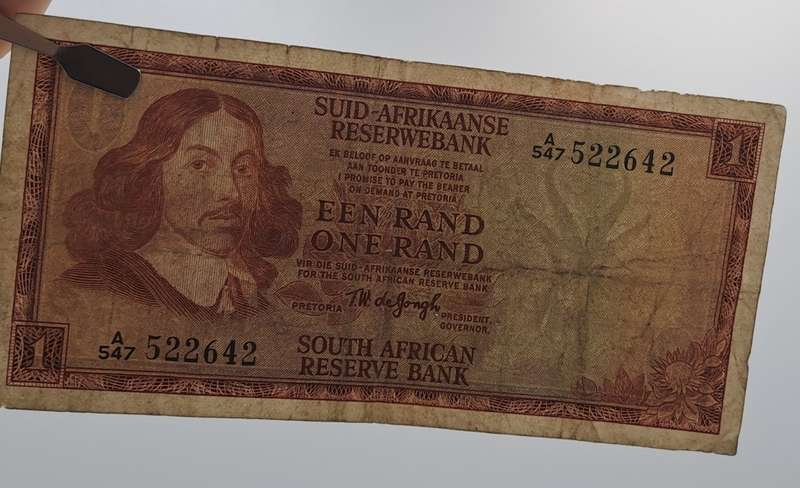 SUID-AFRIKAANSE
RESERWEBANK
EK BELOOF OP AANVRAAG TE BETAAL
AAN TOONDER TE PRETORIA
I PROMISE TO PAY THE BEARER
ON DEMAND AT PRETORIA
EEN RAND
ONE RAND
VIR DIE SUID-AFRIKAANSE RESERWEBANK
FOR THE SOUTH AFRICAN RESERVE BANK
PRETORIA T.W. de Jongh PRESIDENT.
GOVERNOR.
SOUTH AFRICAN
RESERVE BANK
A
547 522642
1
A
547 522642
1